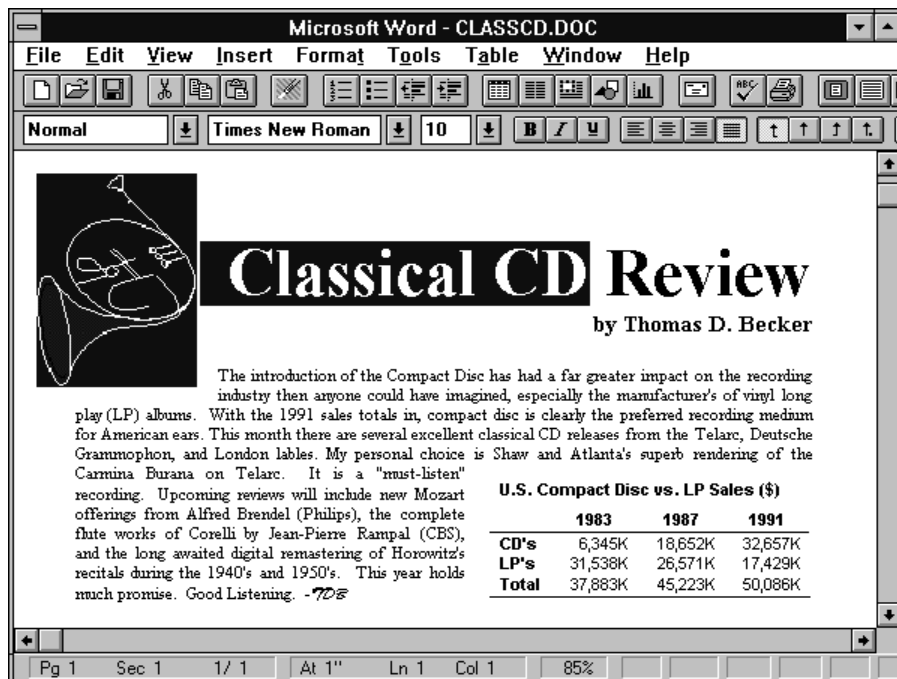 Microsoft Word - CLASSCD.DOC
File Edit View Insert Format Tools Table Window Help
ABC
Normal Times New Roman 10 B I U
Classical CD Review
by Thomas D. Becker
The introduction of the Compact Disc has had a far greater impact on the recording
industry then anyone could have imagined, especially the manufacturer's of vinyl long
play (LP) albums. With the 1991 sales totals in, compact disc is clearly the preferred recording medium
for American ears. This month there are several excellent classical CD releases from the Telarc, Deutsche
Grammophon, and London lables. My personal choice is Shaw and Atlanta's superb rendering of the
Carmina Burana on Telarc. It is a "must-listen"
recording. Upcoming reviews will include new Mozart
offerings from Alfred Brendel (Philips), the complete
flute works of Corelli by Jean-Pierre Rampal (CBS),
and the long awaited digital remastering of Horowitz's
recitals during the 1940's and 1950's. This year holds
much promise. Good Listening. -TDB
U.S. Compact Disc vs. LP Sales ($)
1983 1987 1991
CD's 6,345K 18,652K 32,657K
LP's 31,538K 26,571K 17,429K
Total 37,883K 45,223K 50,086K
Pg 1 Sec 1 1/ 1 At 1" Ln 1 Col 1 85%